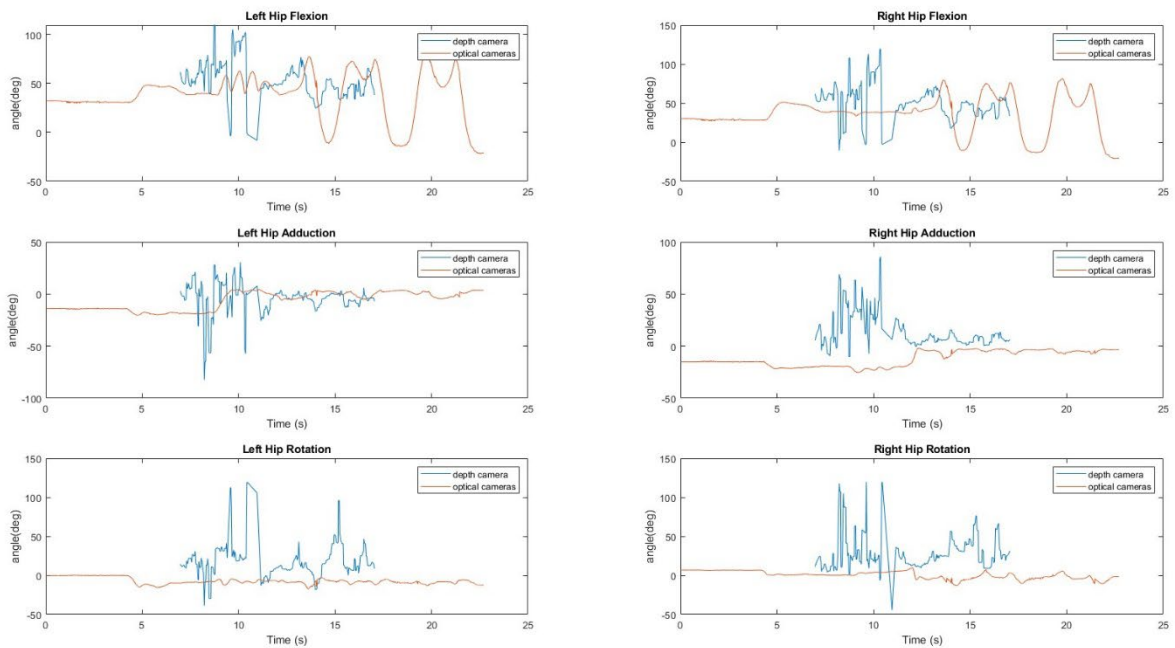 Left Hip Flexion
angle(deg)
100
50
0
-50
depth camera
optical camera
0 5 10 15 20 25
Time (s)
Right Hip Flexion
angle(deg)
150
100
50
0
-50
depth camera
optical camera
0 5 10 15 20 25
Time (s)
Left Hip Adduction
angle(deg)
50
0
-50
-100
depth camera
optical cameras
0 5 10 15 20 25
Time (s)
Right Hip Adduction
angle(deg)
100
50
0
-50
depth camera
optical cameras
0 5 10 15 20 25
Time (s)
Left Hip Rotation
angle(deg)
150
100
50
0
-50
depth camera
optical cameras
0 5 10 15 20 25
Time (s)
Right Hip Rotation
angle(deg)
150
100
50
0
-50
depth camera
optical cameras
0 5 10 15 20 25
Time (s)